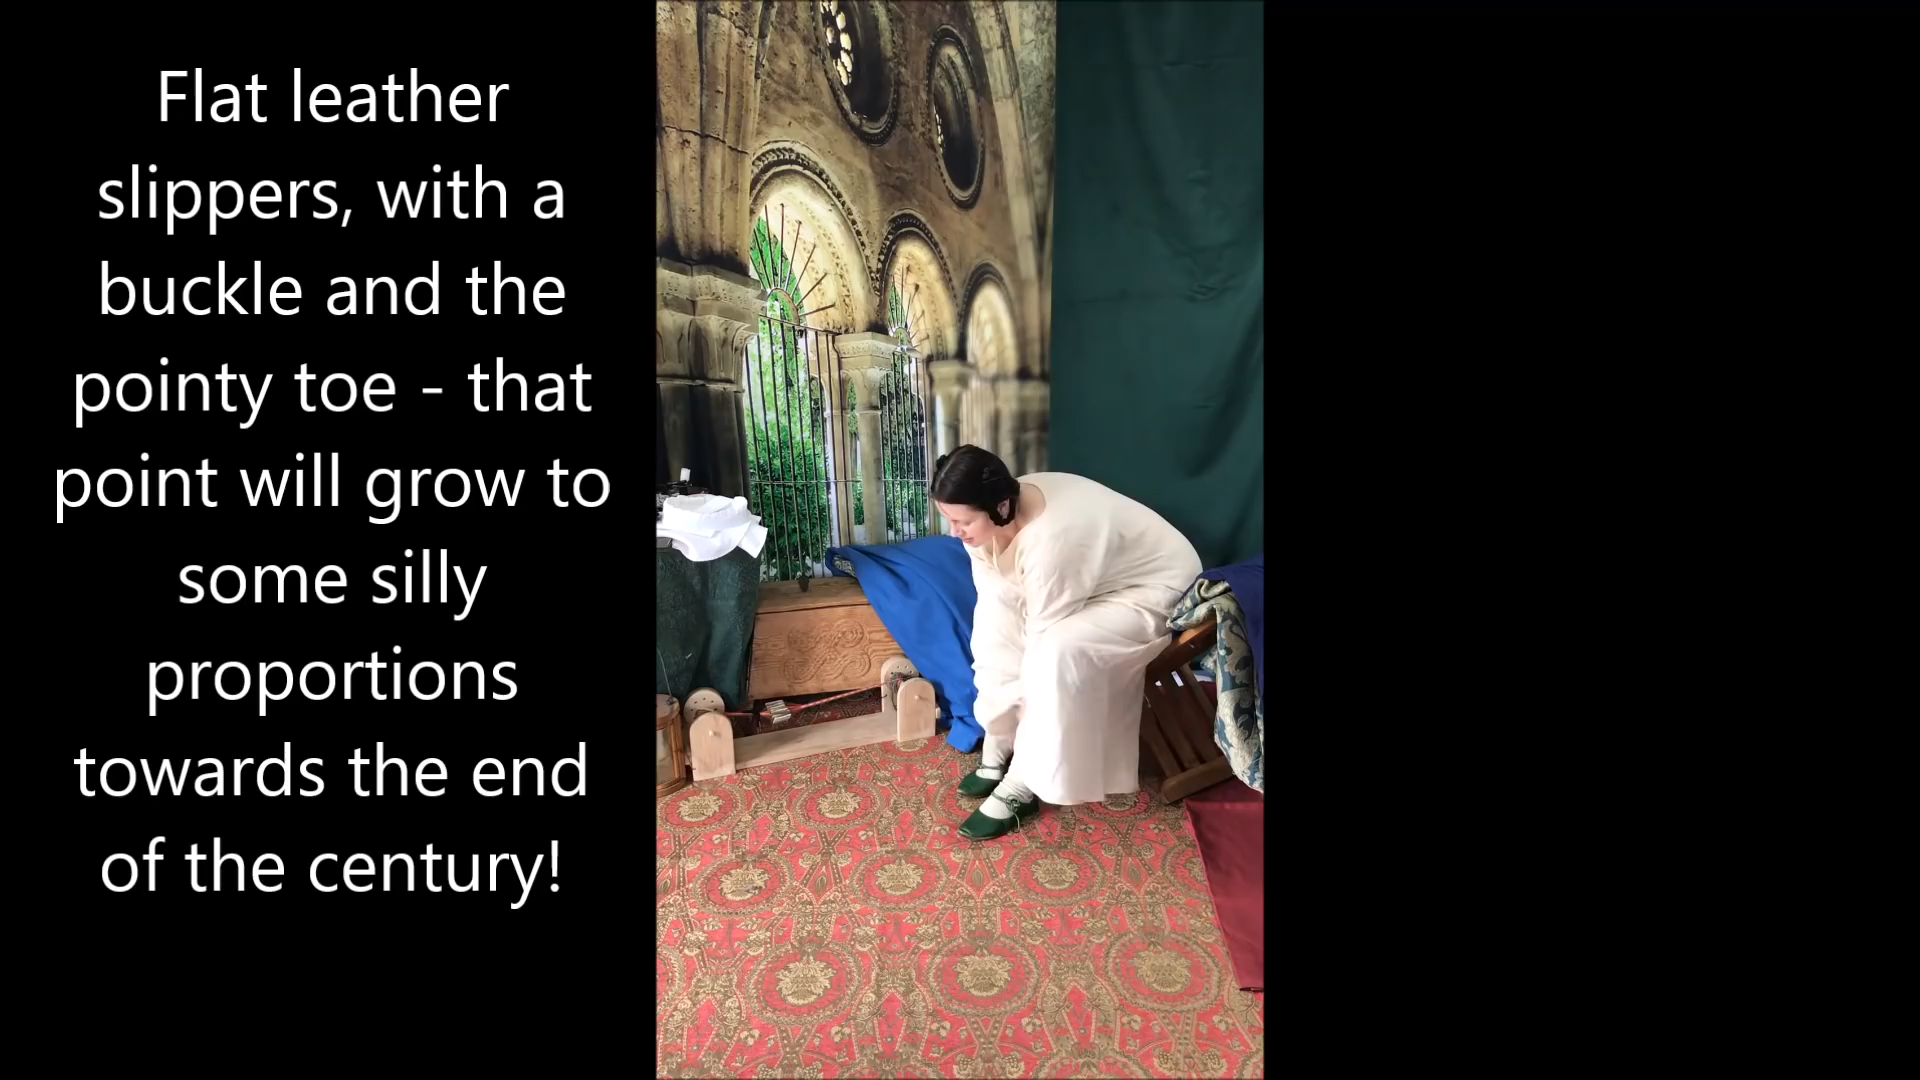 Flat leather
slippers, with a
buckle and the
pointy toe - that
point will grow to
some silly
proportions
towards the end
of the century!